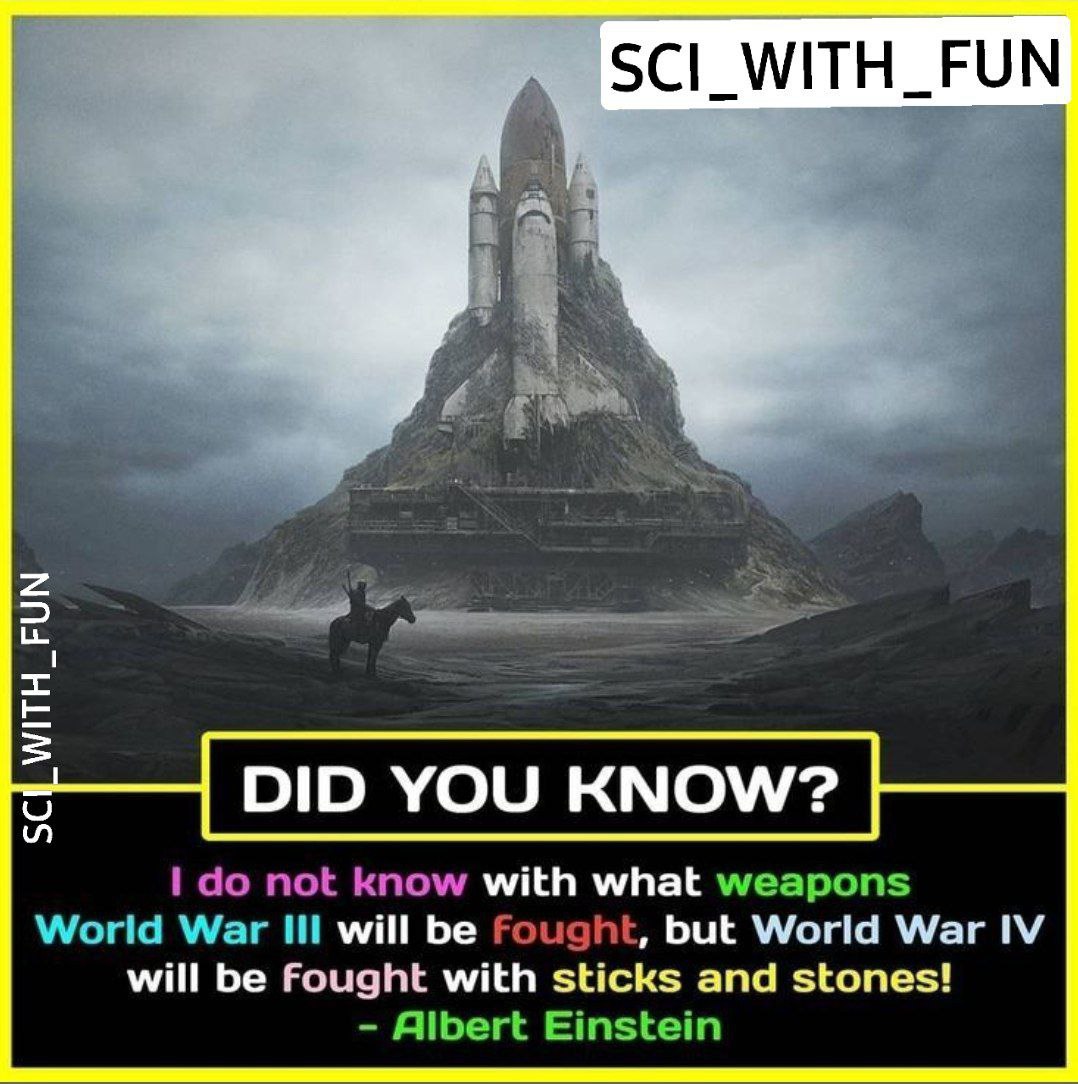 SCI_WITH_FUN
SCI_WITH_FUN
DID YOU KNOW?
I do not know with what weapons
World War III will be fought, but World War IV
will be fought with sticks and stones!
- Albert Einstein